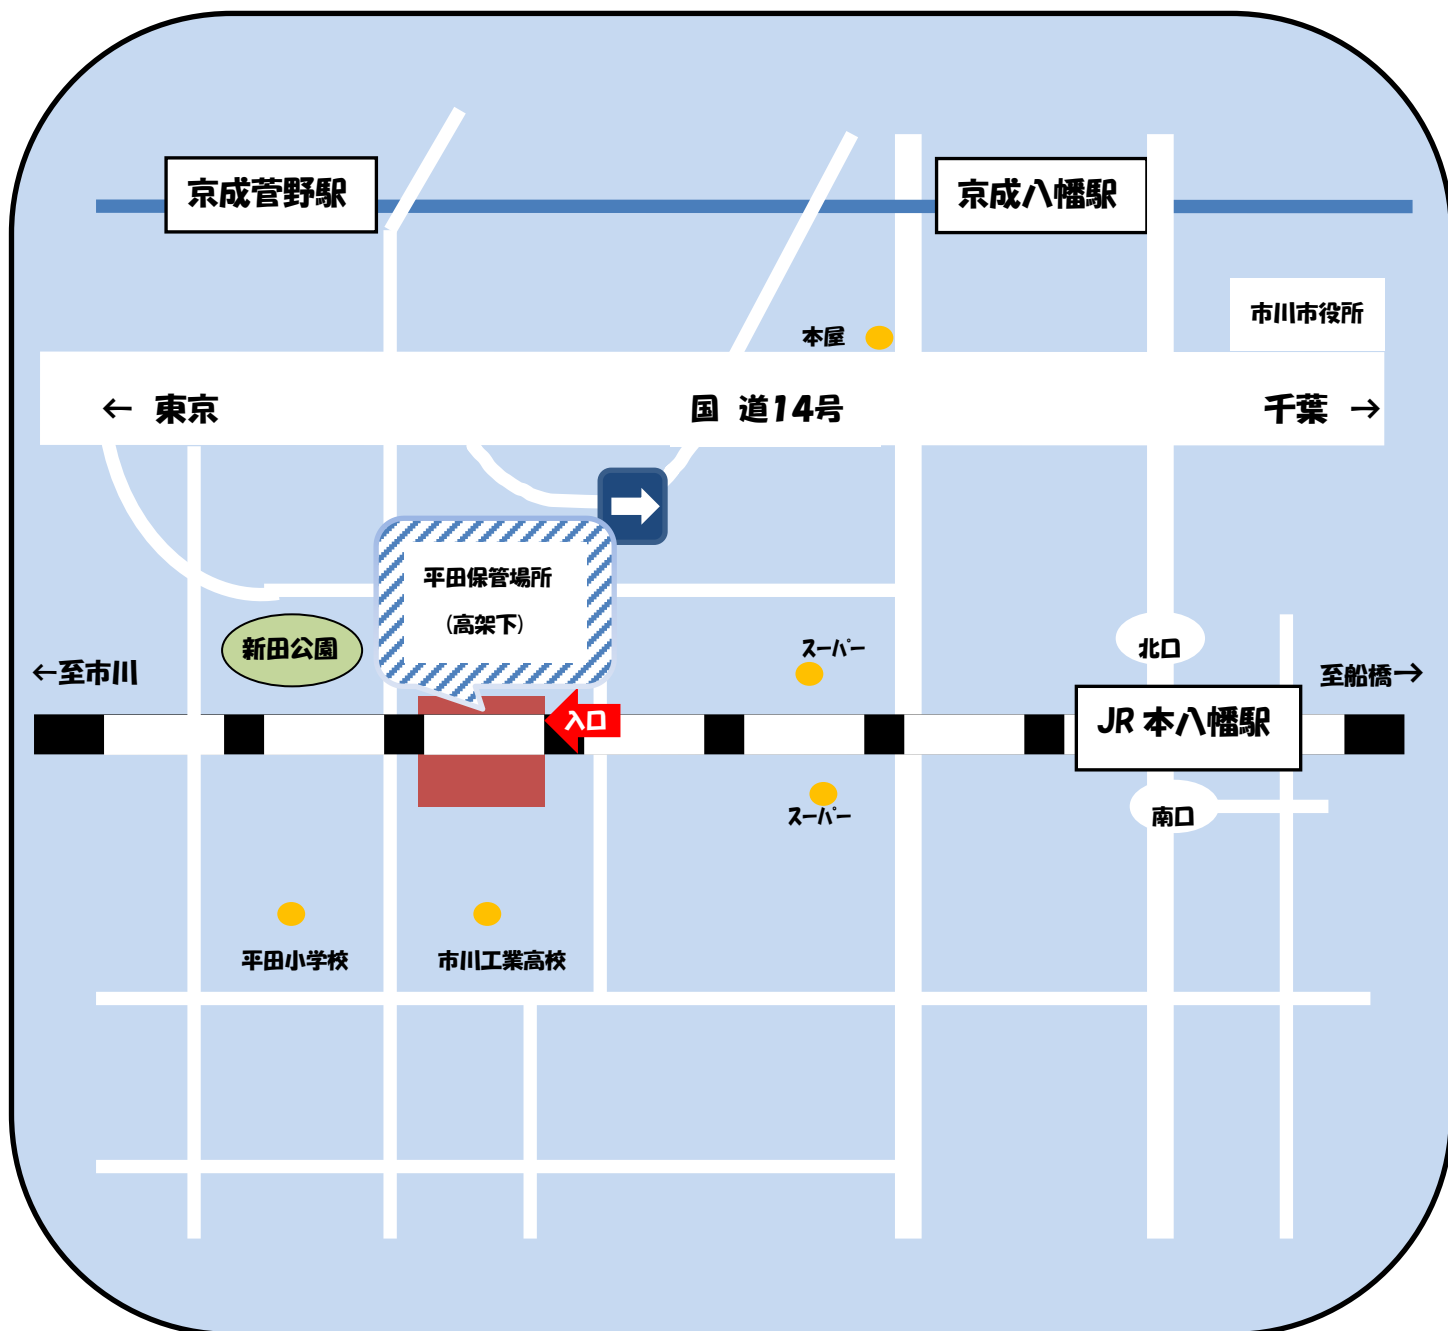 京成菅野駅
京成八幡駅
市川市役所
本屋
← 東京
国 道14号
千葉 →
平田保管場所
(高架下)
新田公園
スーパー
北口
←至市川
至船橋→
入口
JR 本八幡駅
スーパー
南口
平田小学校
市川工業高校